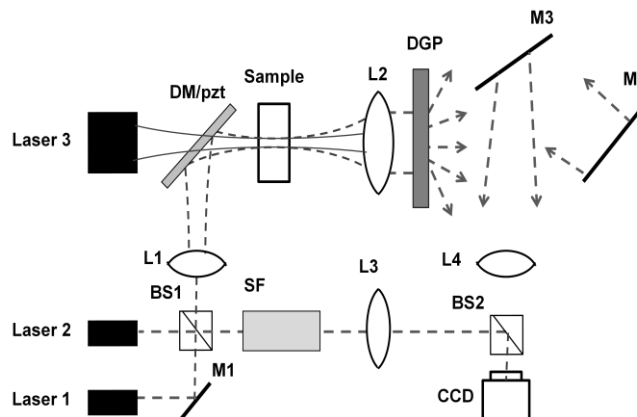 M3
DGP
L2
Sample
DM/pzt
M
Laser 3
L1
BS1
SF
L3
L4
BS2
Laser 2
M1
Laser 1
CCD